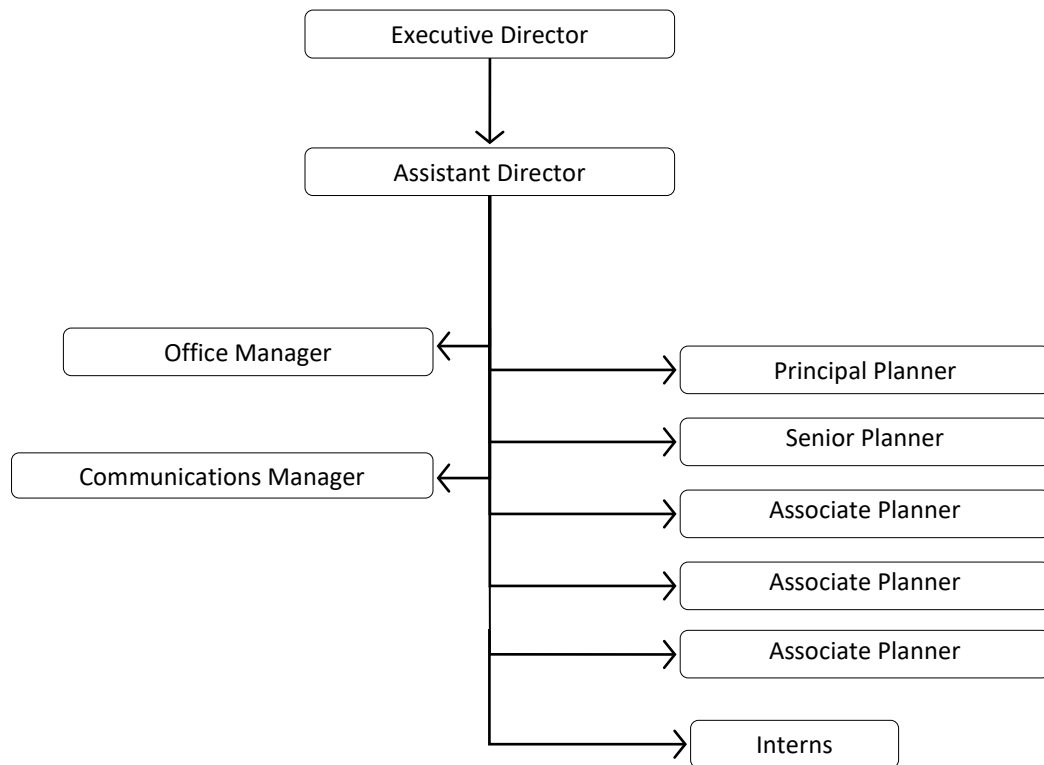 Executive Director
Assistant Director
Office Manager
Principal Planner
Senior Planner
Communications Manager
Associate Planner
Associate Planner
Associate Planner
Interns